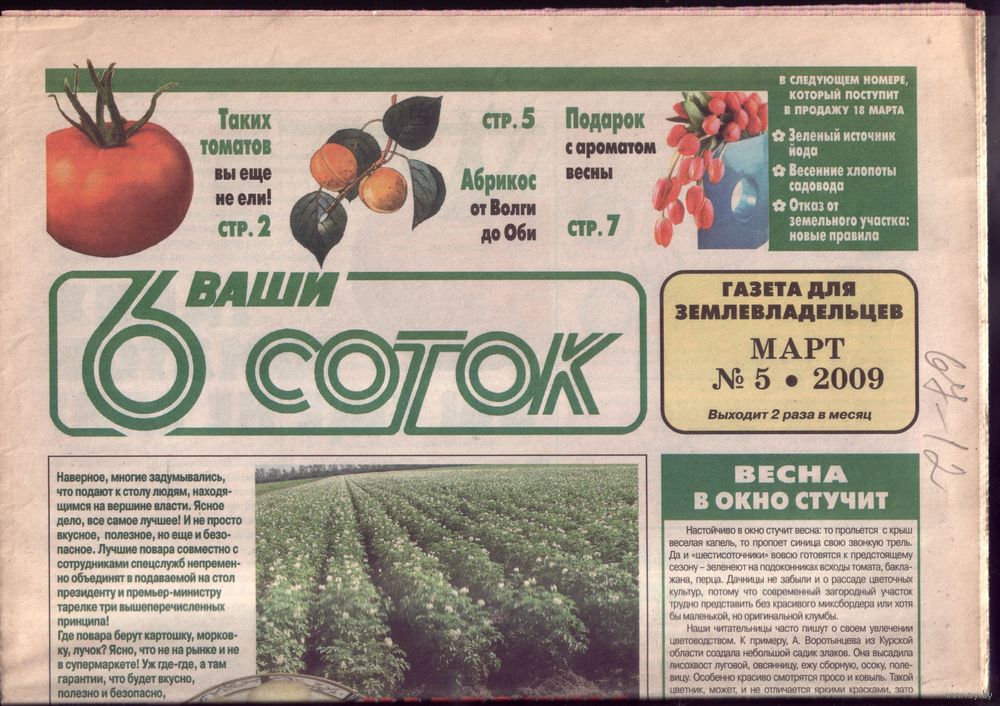 Таких
томатов
вы еще
не ели!
СТР. 2
СТР. 5
Абрикос
от Волги
до Оби
Подарок
с ароматом
весны
СТР. 7
В СЛЕДУЮЩЕМ НОМЕРЕ,
КОТОРЫЙ ПОСТУПИТ
В ПРОДАЖУ 18 МАРТА
Зеленый источник
йода
Весенние хлопоты
садовода
Отказ от
земельного участка:
новые правила
ВАШИ
6 СОТОК
ГАЗЕТА ДЛЯ
ЗЕМЛЕВЛАДЕЛЬЦЕВ
МАРТ
№ 5 • 2009
Выходит 2 раза в месяц
67-12
Наверное, многие задумывались,
что подают к столу людям, находя-
щимся на вершине власти. Ясное
дело, все самое лучшее! И не просто
вкусное, полезное, но еще и безо-
пасное. Лучшие повара совместно с
сотрудниками спецслужб непремен-
но объединят в подаваемой на стол
президенту и премьер-министру
тарелке три вышеперечисленных
принципа!
Где повара берут картошку, морков-
ку, лучок? Ясно, что не на рынке и не
в супермаркете! Уж где-где, а там
гарантии, что будет вкусно,
полезно и безопасно,
ВЕСНА
В ОКНО СТУЧИТ
Настойчиво в окно стучит весна: то прольется с крыш
веселая капель, то пропоет синица свою звонкую трель.
Да и «шестисоточники» вовсю готовятся к предстоящему
сезону – зеленеют на подоконниках всходы томата, бакла-
жана, перца. Дачницы не забыли и о рассаде цветочных
культур, потому что современный загородный участок
трудно представить без красивого миксбордера или хотя
бы маленькой, но оригинальной клумбы.
Наши читательницы часто пишут о своем увлечении
цветоводством. К примеру, А. Воротынцева из Курской
области создала небольшой садик злаков. Она высадила
лисохвост луговой, овсянницу, ежу сборную, осоку, поле-
вицу. Особенно красиво смотрятся просо и ковыль. Такой
цветник, может, и не отличается яркими красками, зато